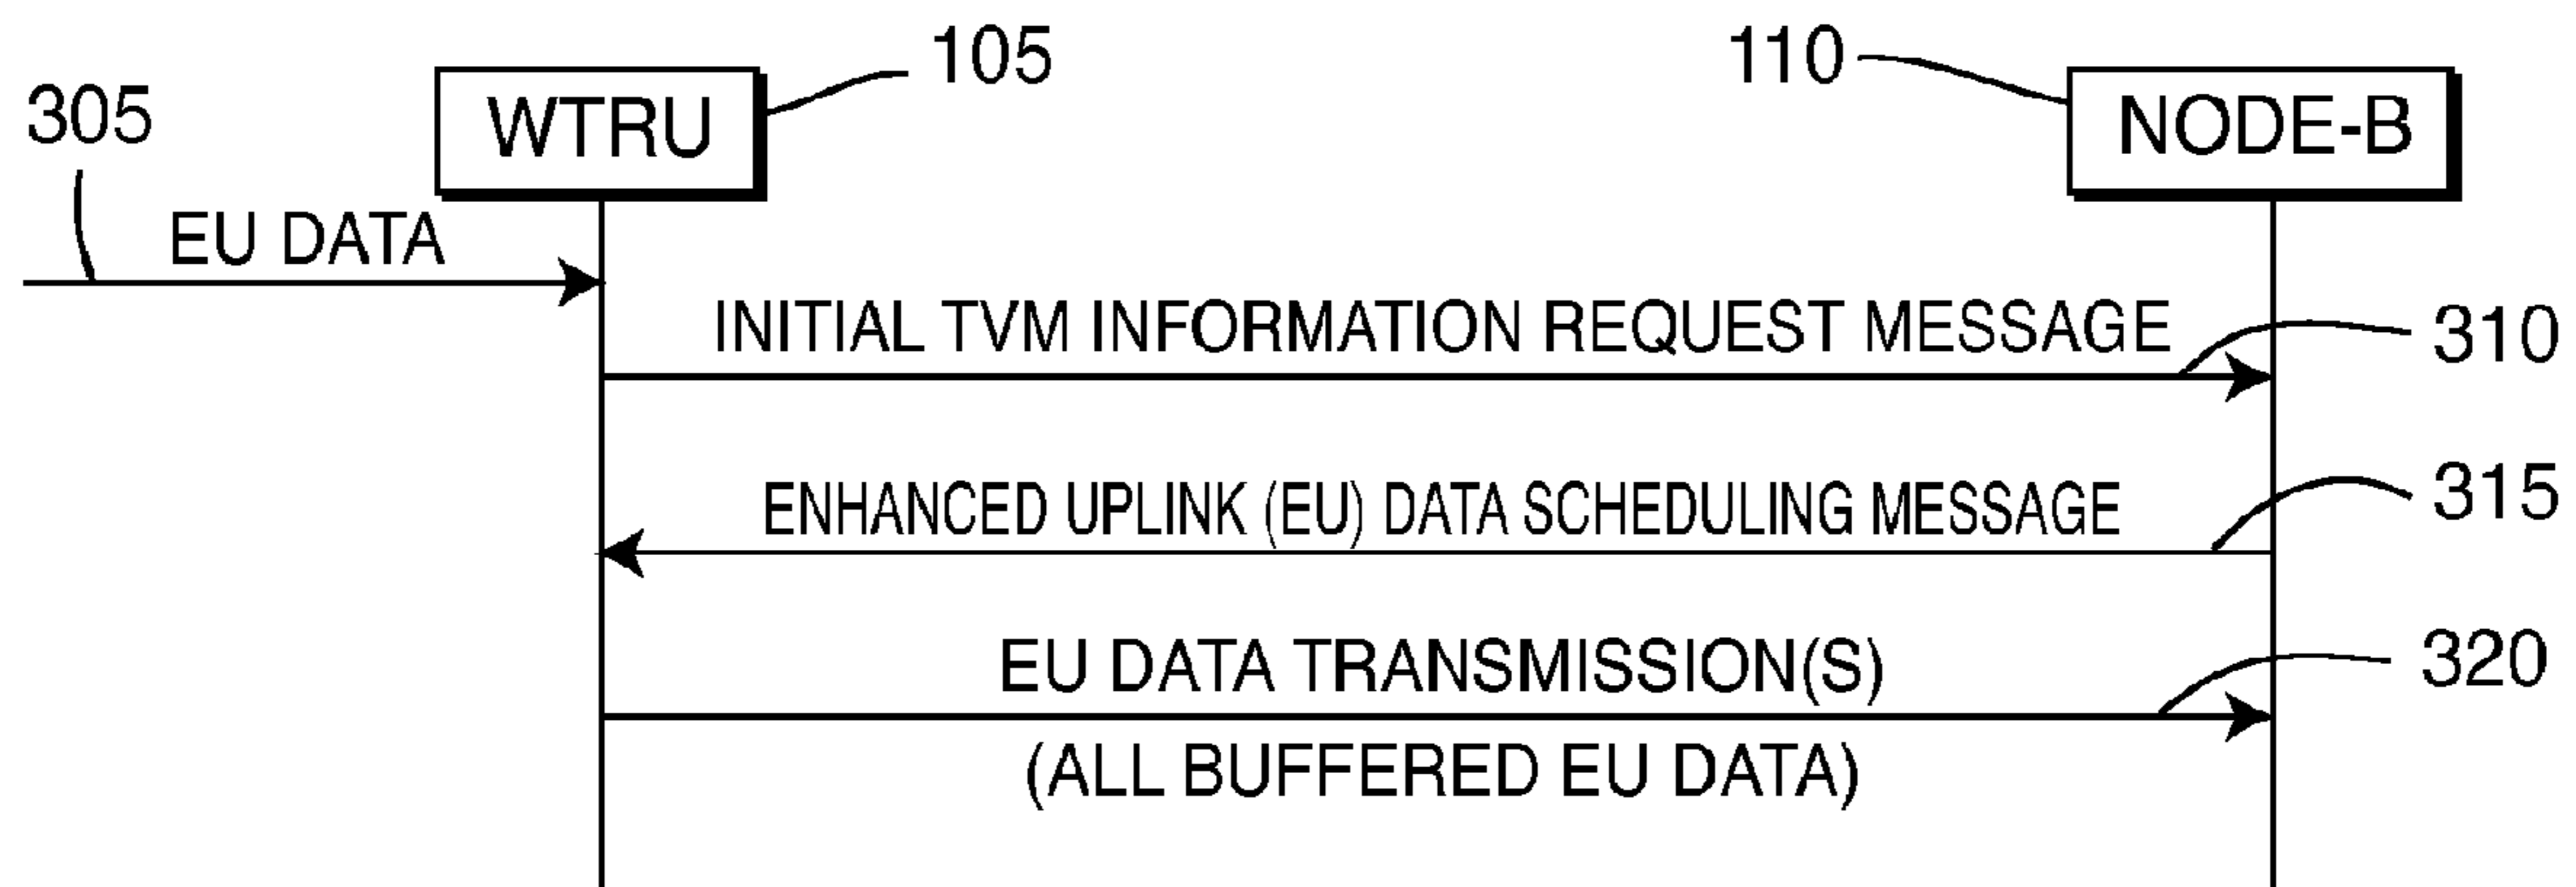 105
110
305
WTRU
NODE-B
EU DATA
INITIAL TVM INFORMATION REQUEST MESSAGE
310
ENHANCED UPLINK (EU) DATA SCHEDULING MESSAGE
315
EU DATA TRANSMISSION(S)
320
(ALL BUFFERED EU DATA)